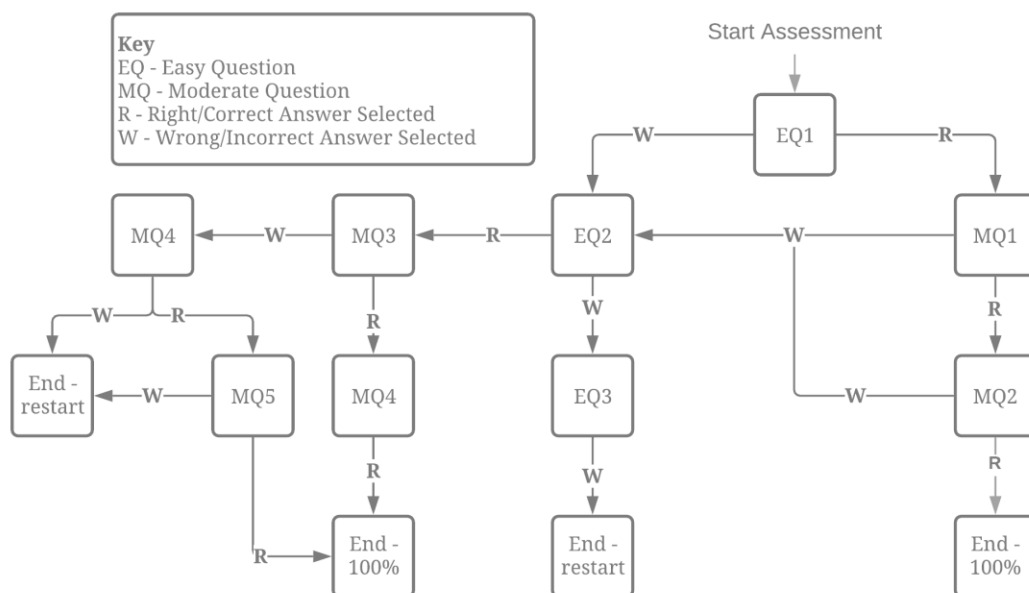 Start Assessment
Key
EQ - Easy Question
MQ - Moderate Question
R - Right/Correct Answer Selected
W - Wrong/Incorrect Answer Selected
EQ1
W
R
MQ4
W
MQ3
R
EQ2
W
MQ1
W
R
R
W
R
End -
restart
W
MQ5
MQ4
EQ3
W
MQ2
R
W
R
R
End -
100%
End -
restart
End -
100%